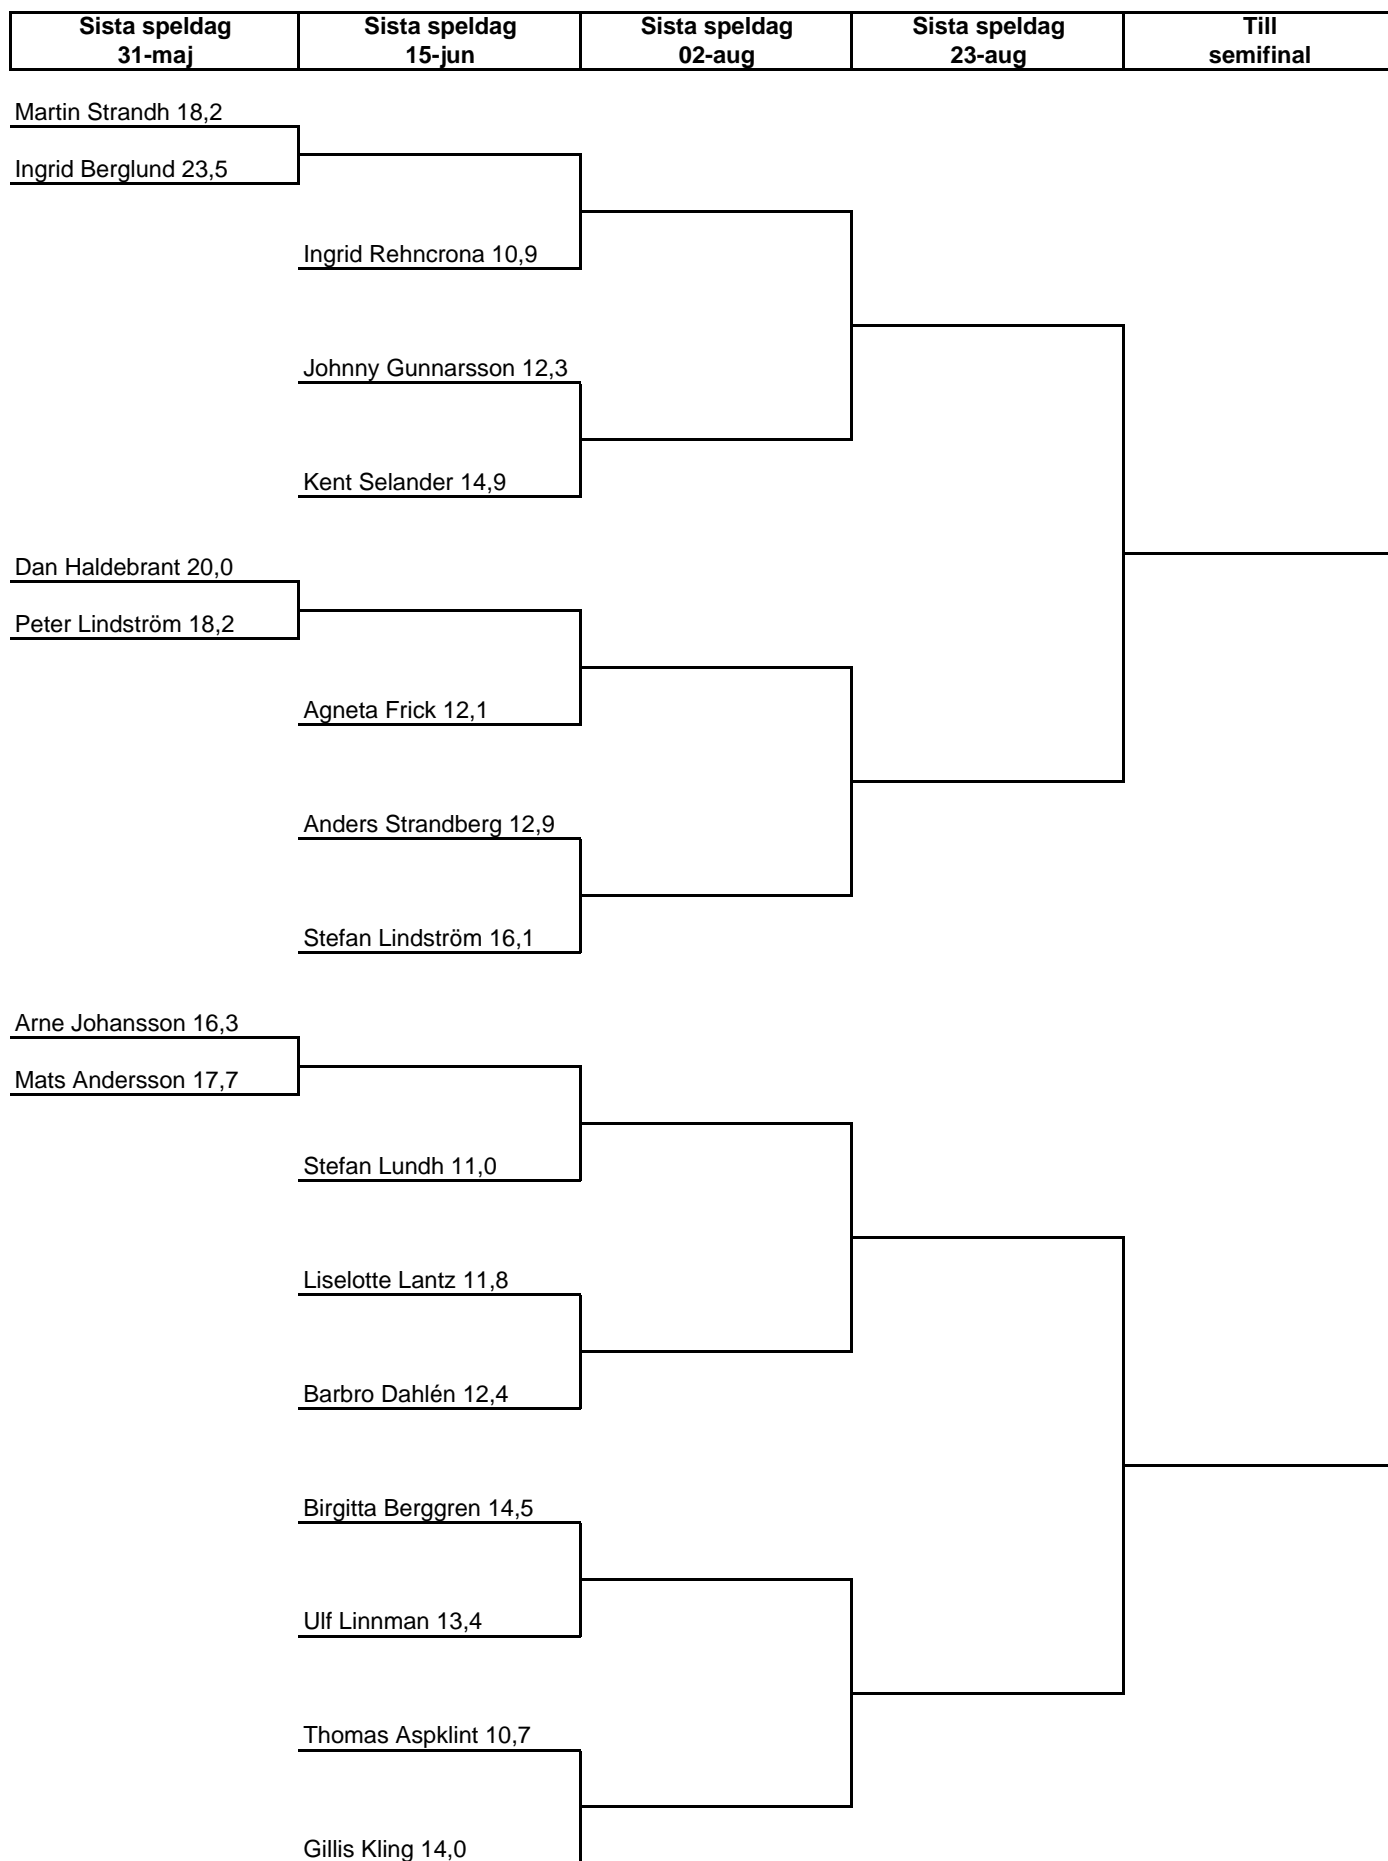 Sista speldag
31-maj
Sista speldag
15-jun
Sista speldag
02-aug
Sista speldag
23-aug
Till
semifinal
Martin Strandh 18,2
Ingrid Berglund 23,5
Ingrid Rehncrona 10,9
Johnny Gunnarsson 12,3
Kent Selander 14,9
Dan Haldebrant 20,0
Peter Lindström 18,2
Agneta Frick 12,1
Anders Strandberg 12,9
Stefan Lindström 16,1
Arne Johansson 16,3
Mats Andersson 17,7
Stefan Lundh 11,0
Liselotte Lantz 11,8
Barbro Dahlén 12,4
Birgitta Berggren 14,5
Ulf Linnman 13,4
Thomas Aspklint 10,7
Gillis Kling 14,0